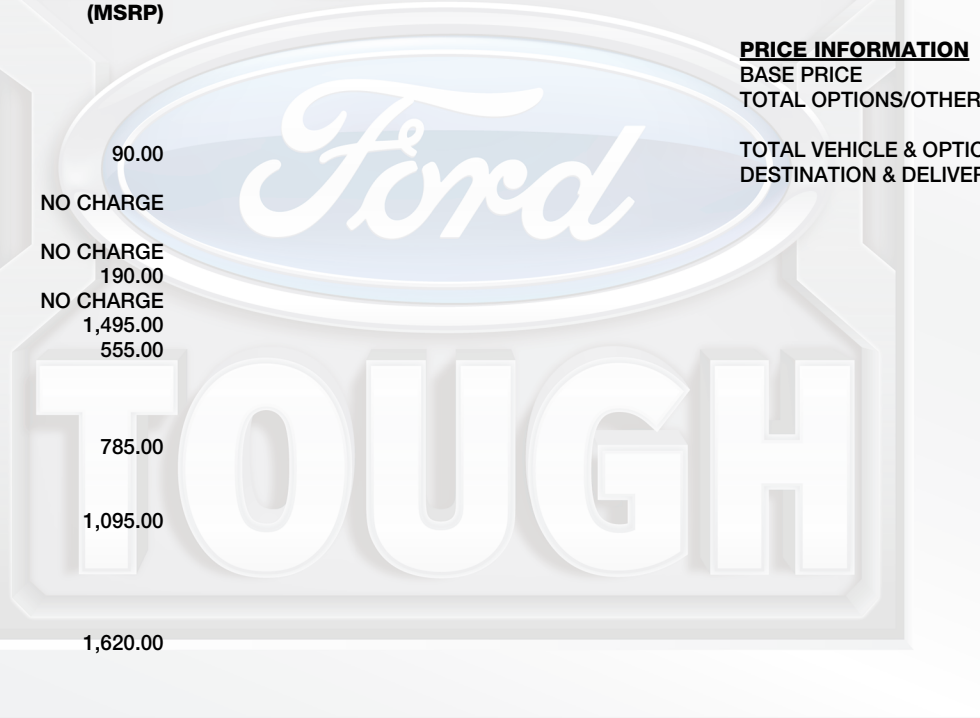 (MSRP)
PRICE INFORMATION
BASE PRICE
TOTAL OPTIONS/OTHER
TOTAL VEHICLE & OPTIO
DESTINATION & DELIVER
90.00
NO CHARGE
NO CHARGE
190.00
NO CHARGE
1,495.00
555.00
785.00
1,095.00
1,620.00
Ford
TOUGH